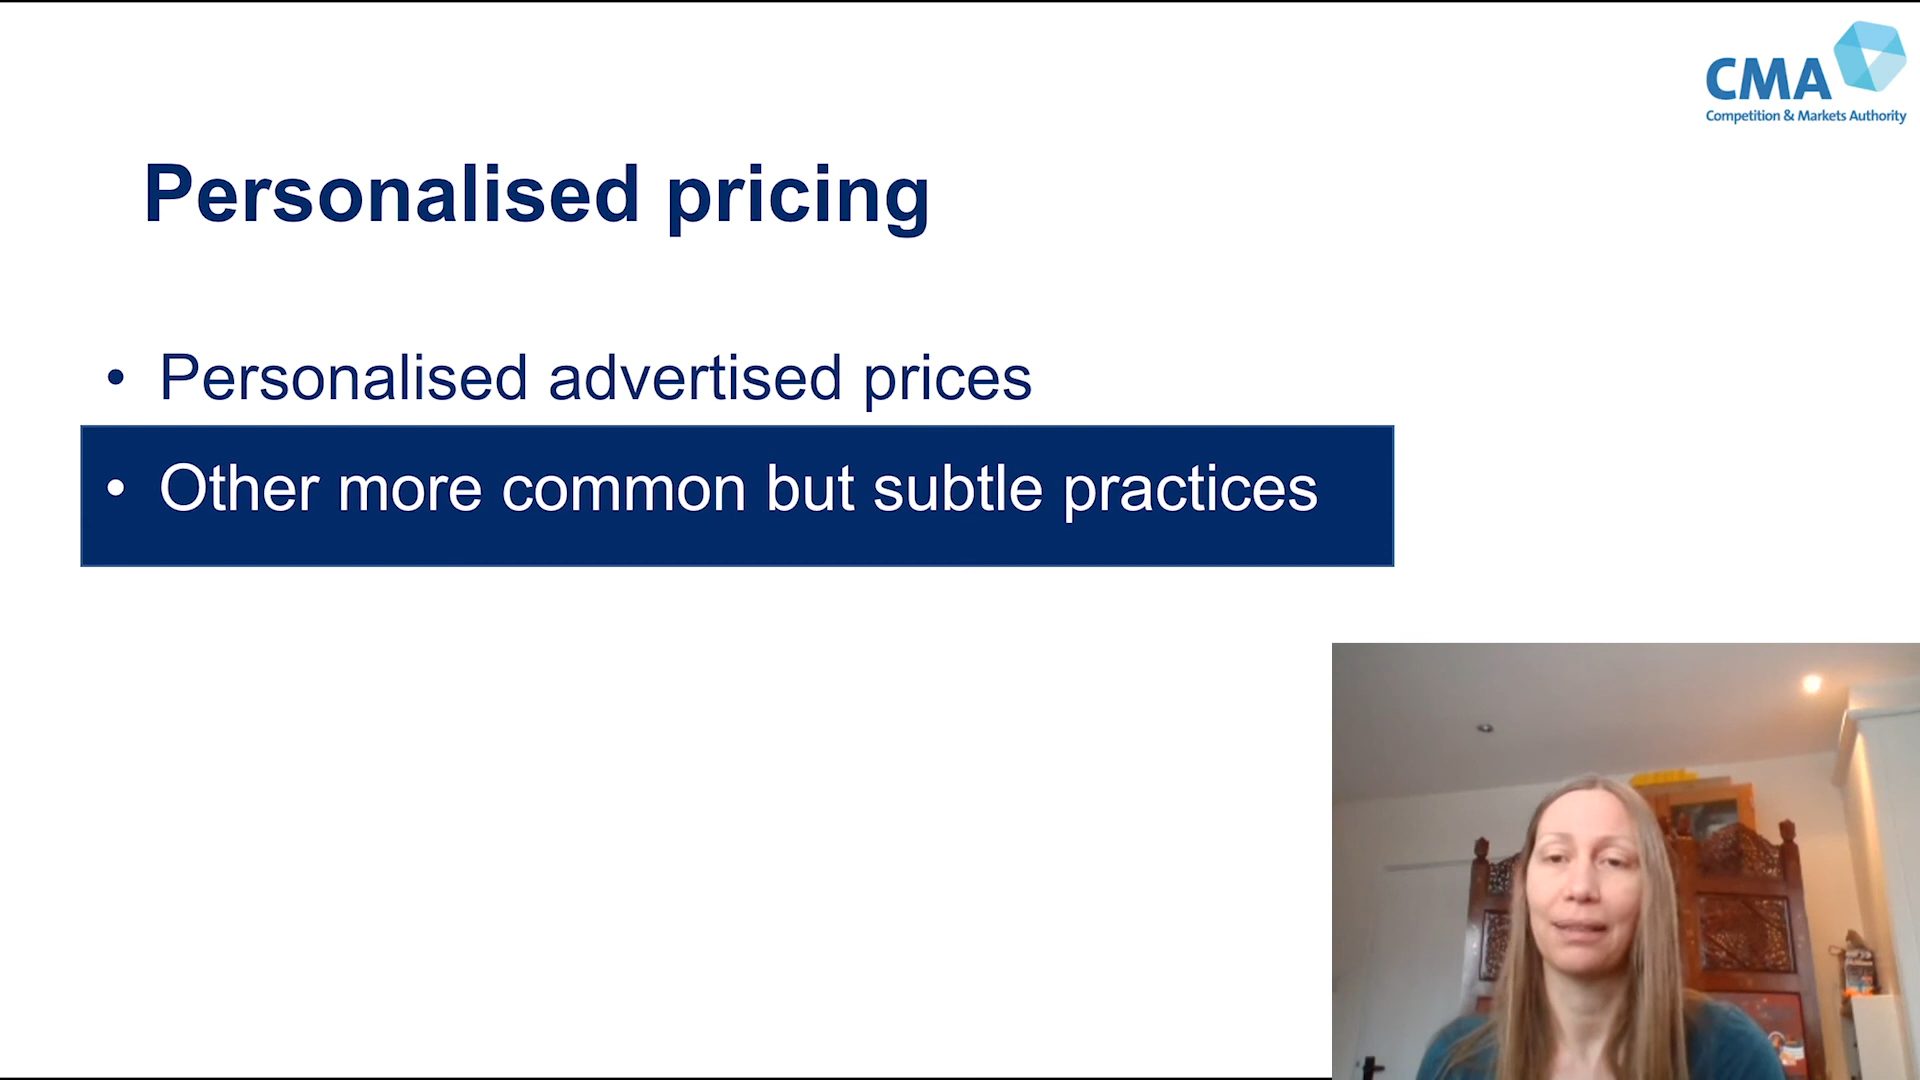 CMA
Competition & Markets Authority
Personalised pricing
• Personalised advertised prices
• Other more common but subtle practices